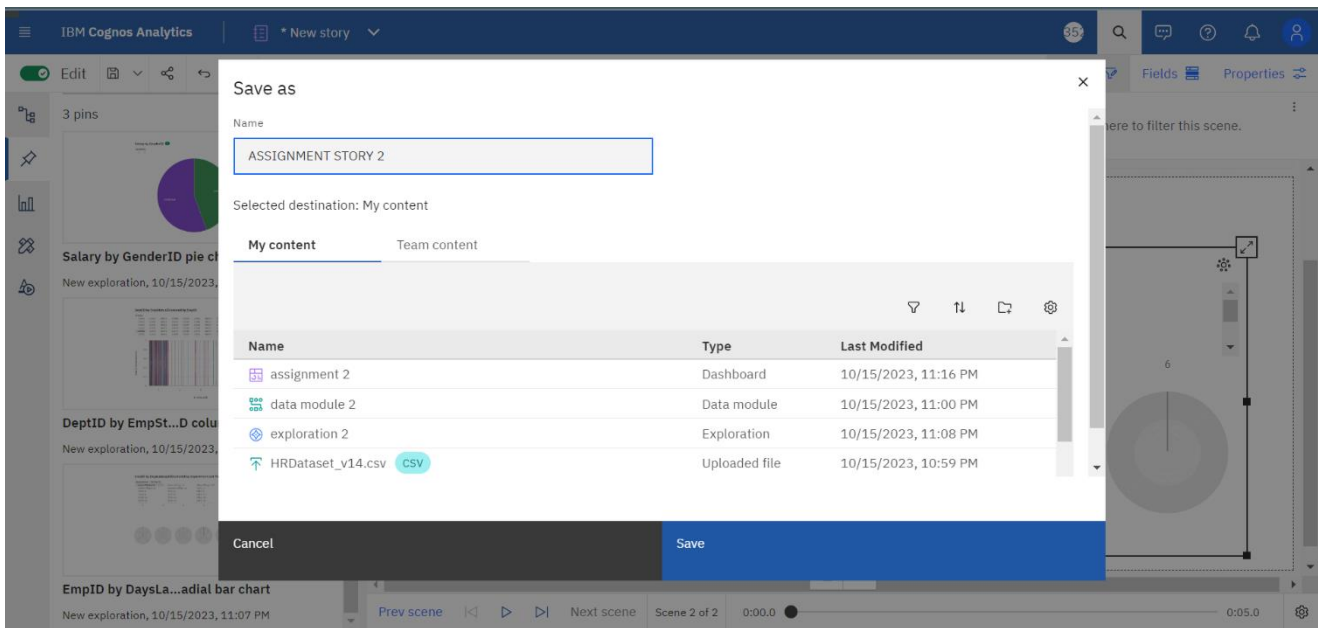 IBM Cognos Analytics
* New story
Edit
Fields
Properties
3 pins
here to filter this scene.
Salary by GenderID pie ch
New exploration, 10/15/2023,
DeptID by EmpSt...D colu
New exploration, 10/15/2023,
EmpID by DaysLa...adial bar chart
New exploration, 10/15/2023, 11:07 PM
Save as
Name
ASSIGNMENT STORY 2
Selected destination: My content
My content Team content
Name Type Last Modified
assignment 2 Dashboard 10/15/2023, 11:16 PM
data module 2 Data module 10/15/2023, 11:00 PM
exploration 2 Exploration 10/15/2023, 11:08 PM
HRDataset_v14.csv CSV Uploaded file 10/15/2023, 10:59 PM
Cancel Save
6
Prev scene Next scene Scene 2 of 2 0:00.0 0:05.0